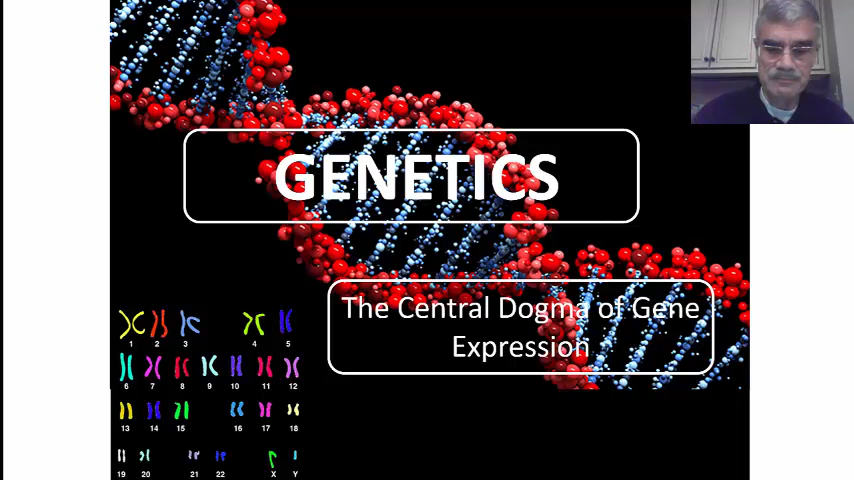 GENETICS
The Central Dogma of Gene
Expression
1 2 3 4 5
6 7 8 9 10 11 12
13 14 15 16 17 18
19 20 21 22 X Y